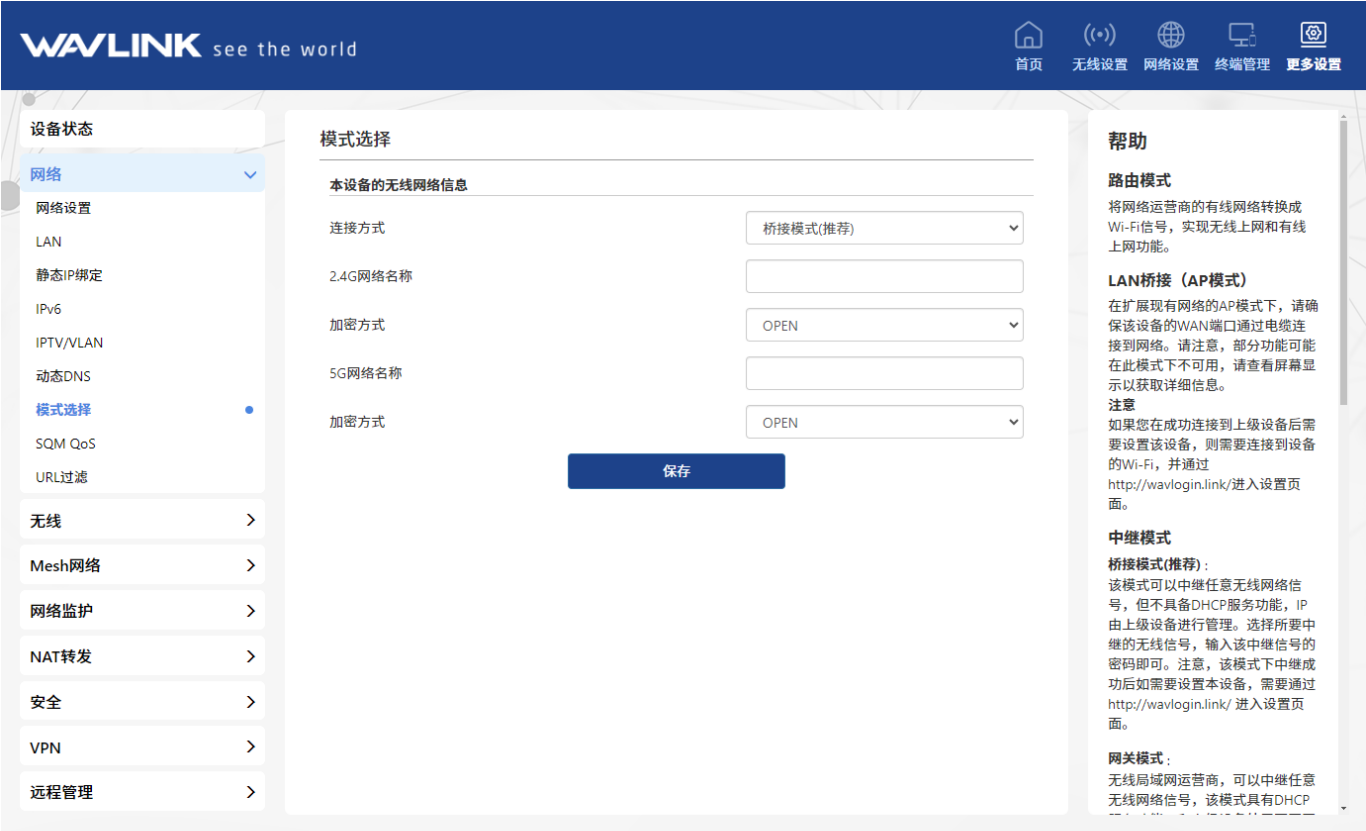 WAVLINK see the world
首页
无线设置
网络设置
终端管理
更多设置
设备状态
网络
网络设置
LAN
静态IP绑定
IPv6
IPTV/VLAN
动态DNS
模式选择
SQM QoS
URL过滤
无线
Mesh网络
网络监护
NAT转发
安全
VPN
远程管理
模式选择
本设备的无线网络信息
连接方式
桥接模式(推荐)
2.4G网络名称
加密方式
OPEN
5G网络名称
加密方式
OPEN
保存
帮助
路由模式
将网络运营商的有线网络转换成
Wi-Fi信号，实现无线上网和有线
上网功能。
LAN桥接（AP模式）
在扩展现有网络的AP模式下，请确
保该设备的WAN端口通过电缆连
接到网络。请注意，部分功能可能
在此模式下不可用，请查看屏幕显
示以获取详细信息。
注意
如果您在成功连接到上级设备后需
要设置该设备，则需要连接到设备
的Wi-Fi，并通过
http://wavlogin.link/进入设置页
面。
中继模式
桥接模式(推荐)：
该模式可以中继任意无线网络信
号，但不具备DHCP服务功能，IP
由上级设备进行管理。选择所要中
继的无线信号，输入该中继信号的
密码即可。注意，该模式下中继成
功后如需要设置本设备，需要通过
http://wavlogin.link/ 进入设置页
面。
网关模式：
无线局域网运营商，可以中继任意
无线网络信号，该模式具有DHCP